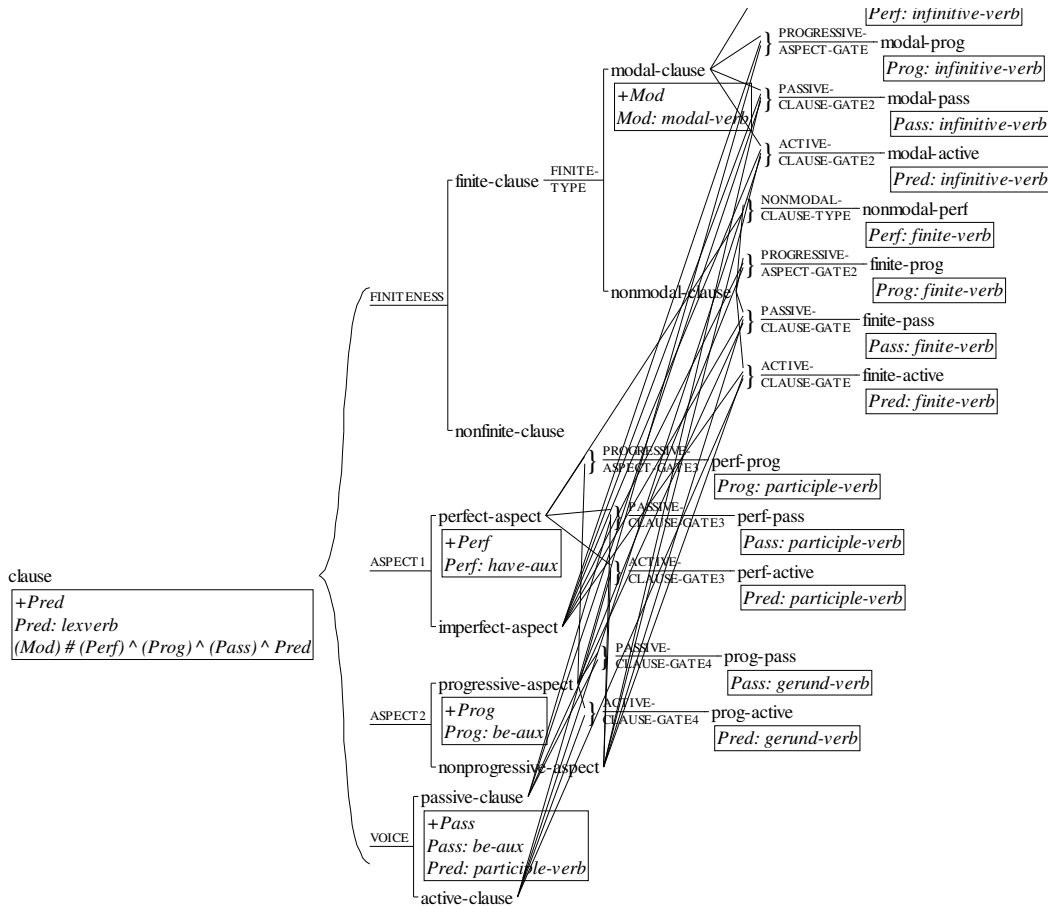 Perf: infinitive-verb
PROGRESSIVE-
ASPECT-GATE
modal-prog
Prog: infinitive-verb
modal-clause
+Mod
Mod: modal-verb
PASSIVE-
CLAUSE-GATE2
modal-pass
Pass: infinitive-verb
ACTIVE-
CLAUSE-GATE2
modal-active
Pred: infinitive-verb
finite-clause
FINITE-
TYPE
NONMODAL-
CLAUSE-TYPE
nonmodal-perf
Perf: finite-verb
PROGRESSIVE-
ASPECT-GATE2
finite-prog
Prog: finite-verb
FINITENESS
nonmodal-clause
PASSIVE-
CLAUSE-GATE
finite-pass
Pass: finite-verb
ACTIVE-
CLAUSE-GATE
finite-active
Pred: finite-verb
nonfinite-clause
PROGRESSIVE-
ASPECT-GATE3
perf-prog
Prog: participle-verb
perfect-aspect
+Perf
Perf: have-aux
PASSIVE-
CLAUSE-GATE3
perf-pass
Pass: participle-verb
ASPECT1
ACTIVE-
CLAUSE-GATE3
perf-active
Pred: participle-verb
clause
+Pred
Pred: lexverb
(Mod) # (Perf) ^ (Prog) ^ (Pass) ^ Pred
imperfect-aspect
PASSIVE-
CLAUSE-GATE4
prog-pass
Pass: gerund-verb
progressive-aspect
+Prog
Prog: be-aux
ASPECT2
ACTIVE-
CLAUSE-GATE4
prog-active
Pred: gerund-verb
nonprogressive-aspect
passive-clause
+Pass
Pass: be-aux
Pred: participle-verb
VOICE
active-clause